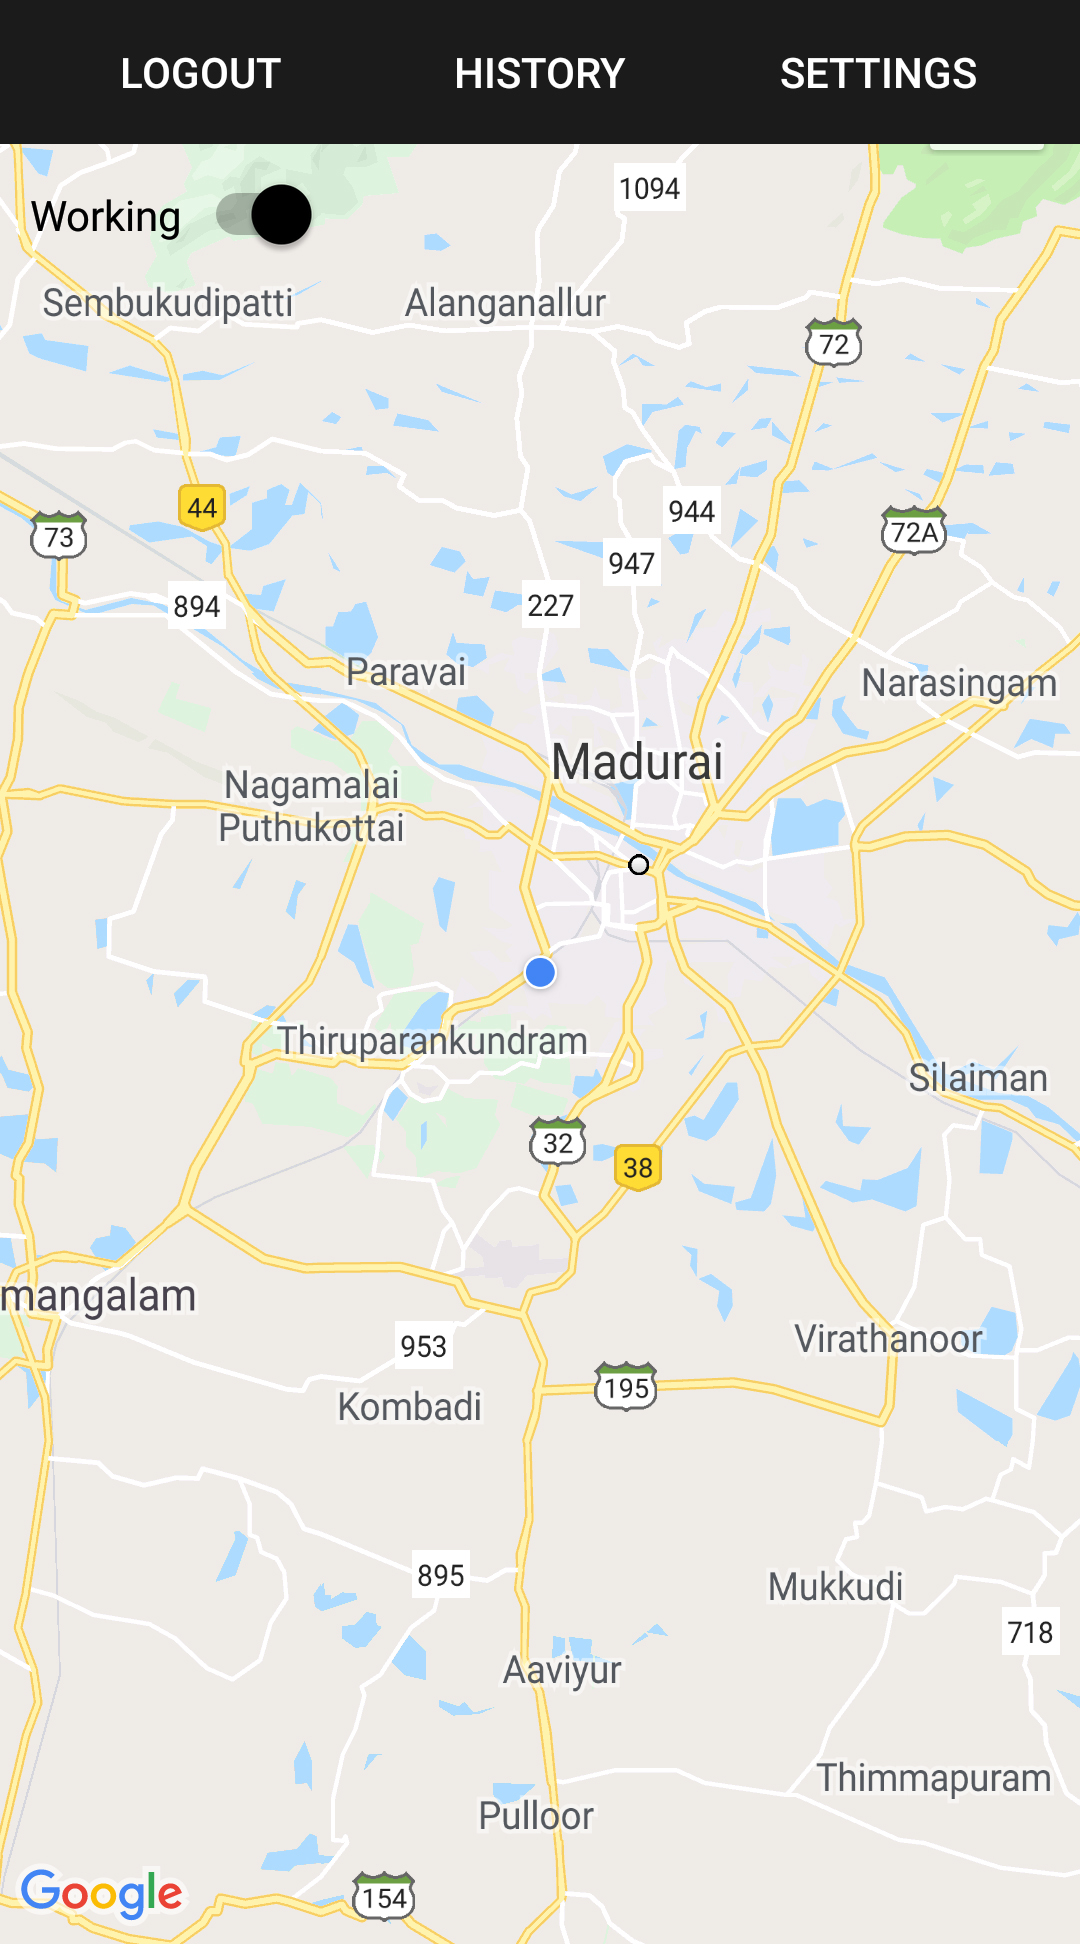 LOGOUT HISTORY SETTINGS
1094
Working
Sembukudipatti Alanganallur
72
44
944
73
72A
947
894
227
Paravai
Narasingam
Madurai
Nagamalai
Puthukottai
Thiruparankundram
Silaiman
32
38
mangalam
Virathanoor
953
195
Kombadi
895
Mukkudi
718
Aaviyur
Thimmapuram
Pulloor
Google
154